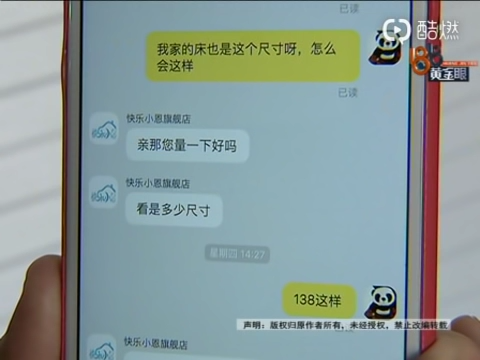 已读
酷燃
我家的床也是这个尺寸呀，怎么
会这样
黄金眼
已读
快乐小恩旗舰店
亲那您量一下好吗
快乐小恩旗舰店
看是多少尺寸
星期四 14:27
138这样
声明：版权归原作者所有，未经授权，禁止改编转载
快乐小恩旗舰店